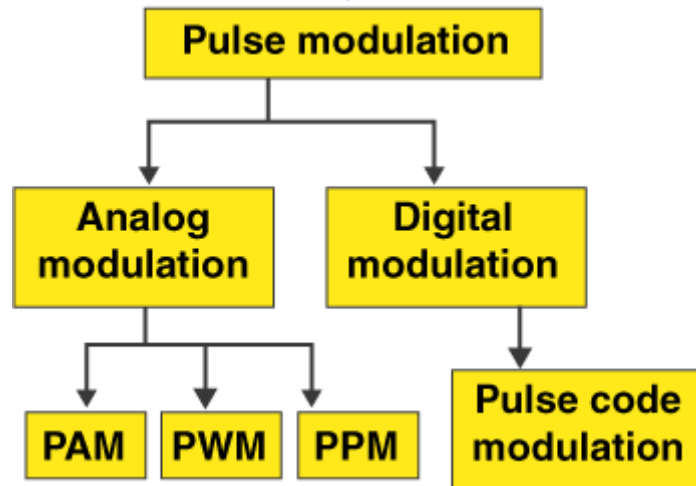 Pulse modulation
Analog
modulation
Digital
modulation
PAM
PWM
PPM
Pulse code
modulation